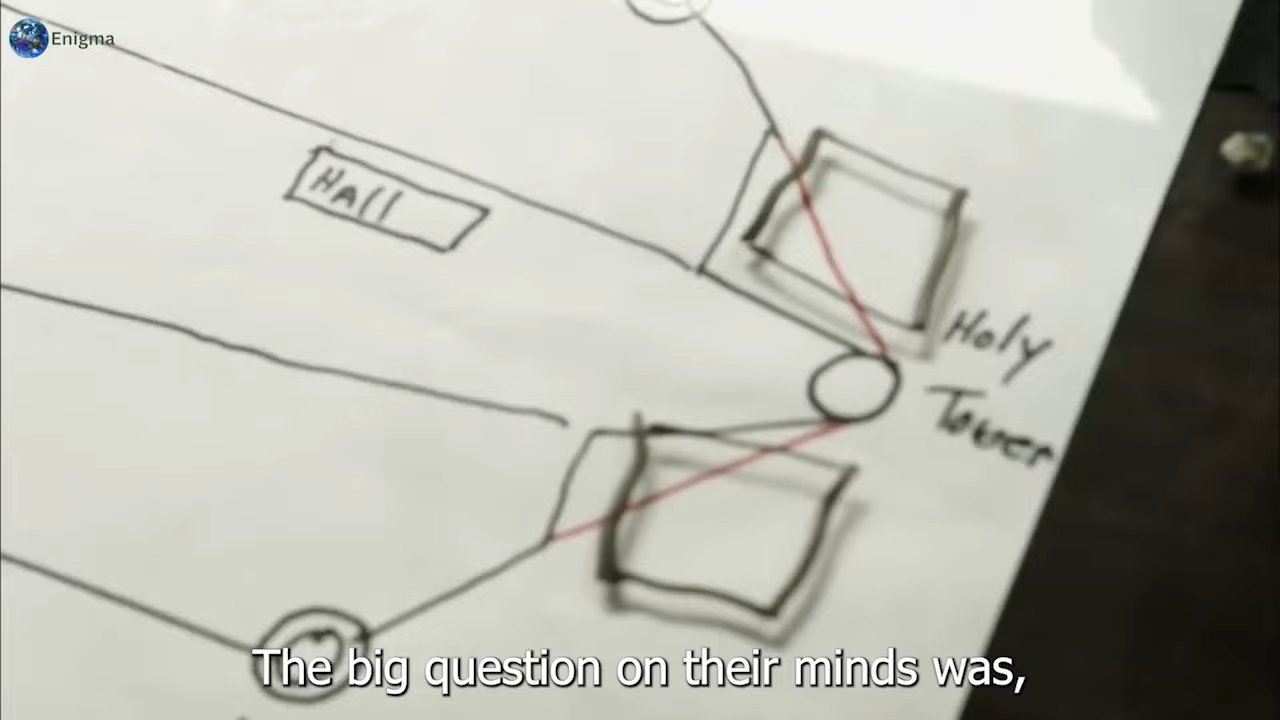 Enigma
Hall
Holy
Tower
The big question on their minds was,